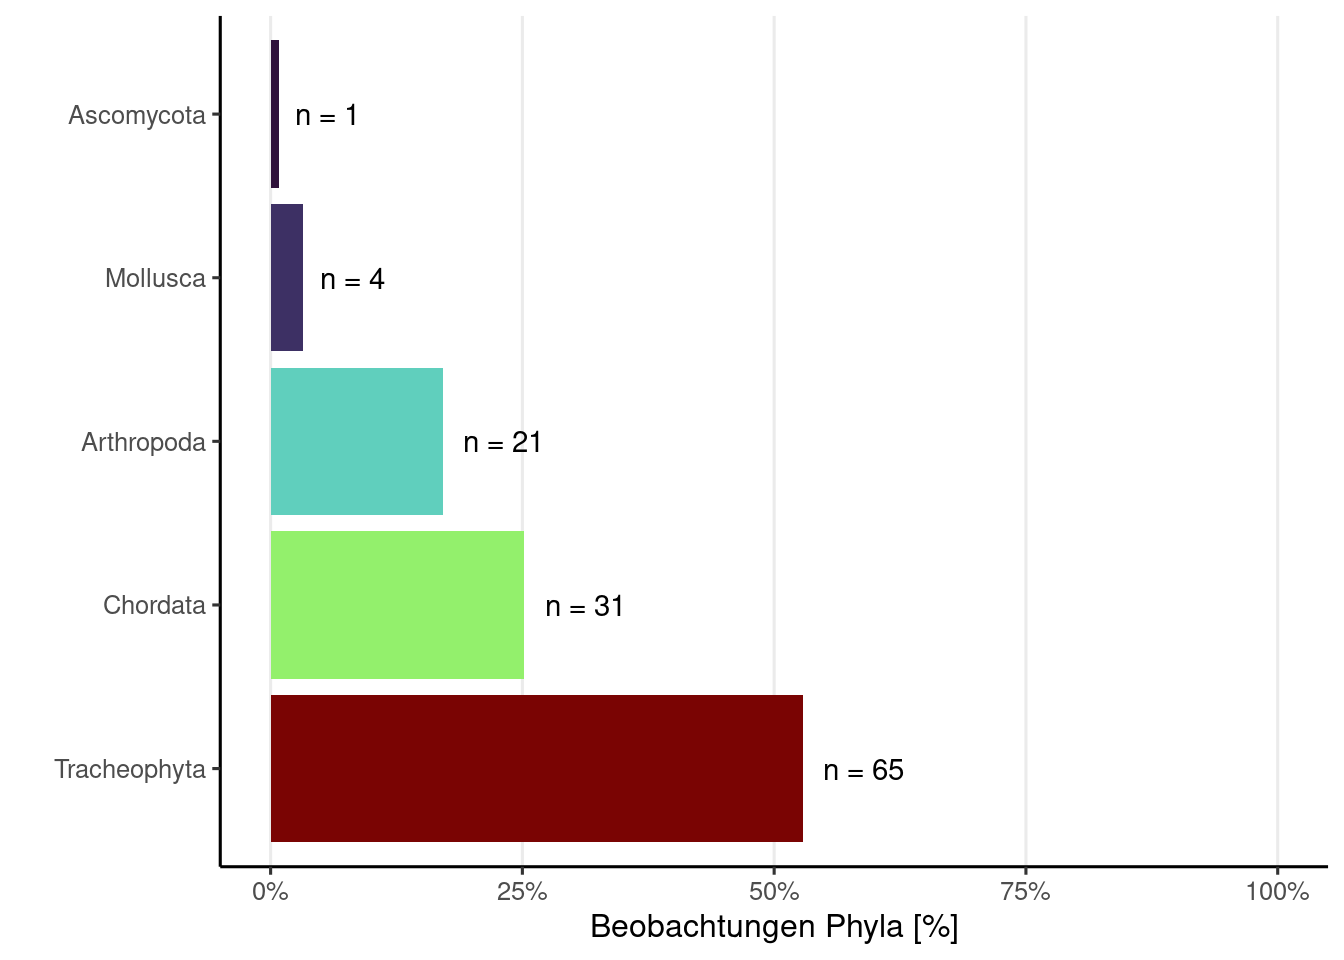 Ascomycota
n = 1
Mollusca
n = 4
Arthropoda
n = 21
Chordata
n = 31
Tracheophyta
n = 65
0% 25% 50% 75% 100%
Beobachtungen Phyla [%]